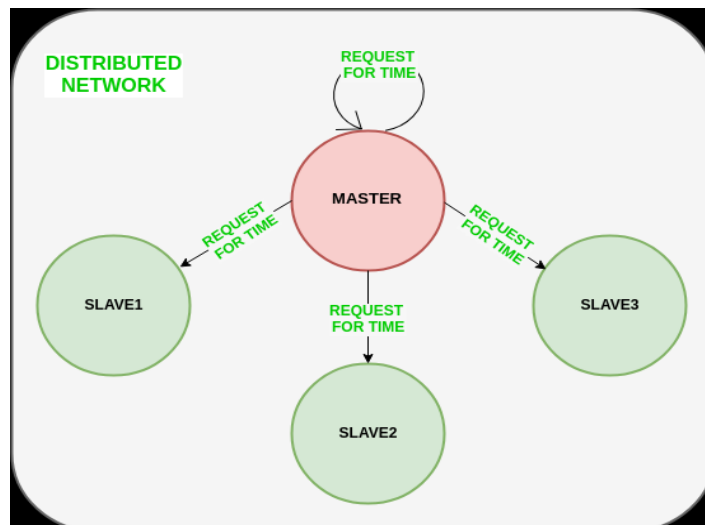 DISTRIBUTED
NETWORK
REQUEST
FOR TIME
MASTER
REQUEST
FOR TIME
REQUEST
FOR TIME
SLAVE1
REQUEST
FOR TIME
SLAVE3
SLAVE2